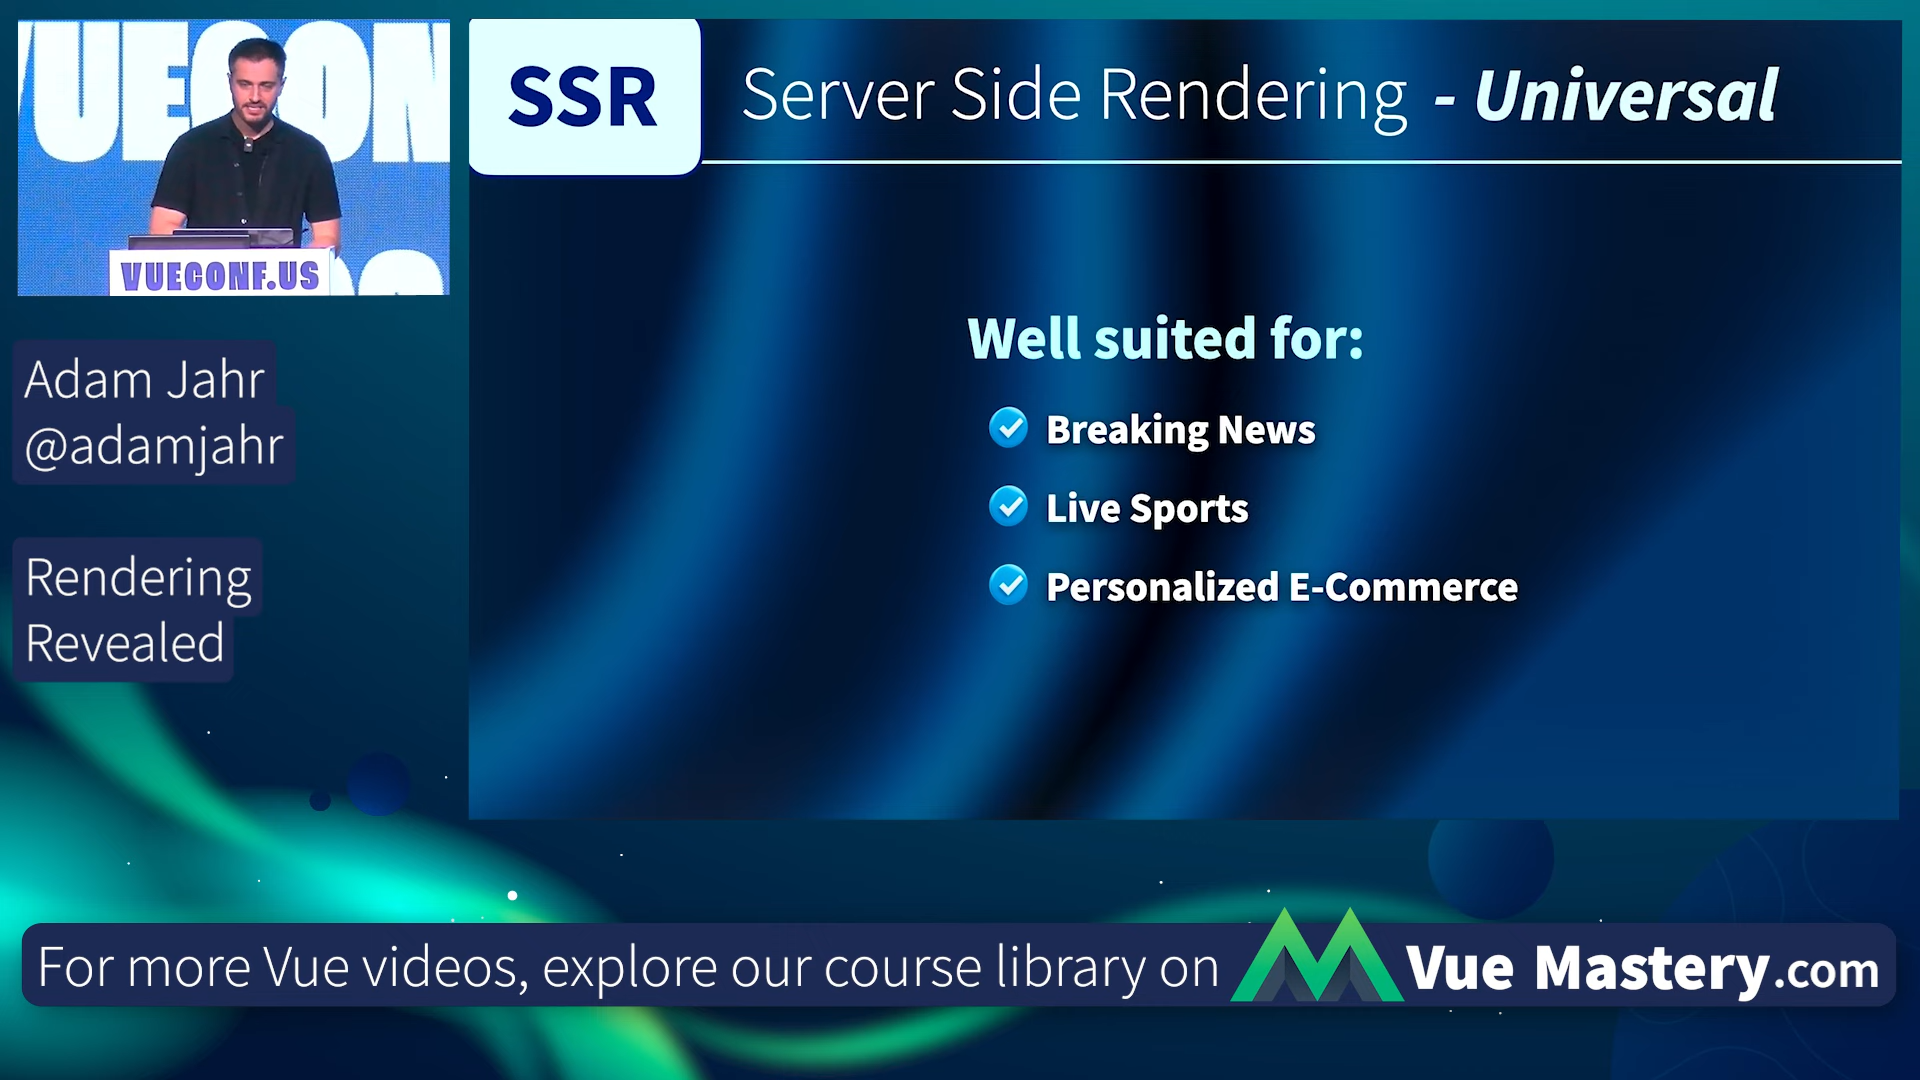 VUECON
VUECONF.US
Adam Jahr
@adamjahr
Rendering
Revealed
SSR
Server Side Rendering - Universal
Well suited for:
Breaking News
Live Sports
Personalized E-Commerce
For more Vue videos, explore our course library on Vue Mastery.com